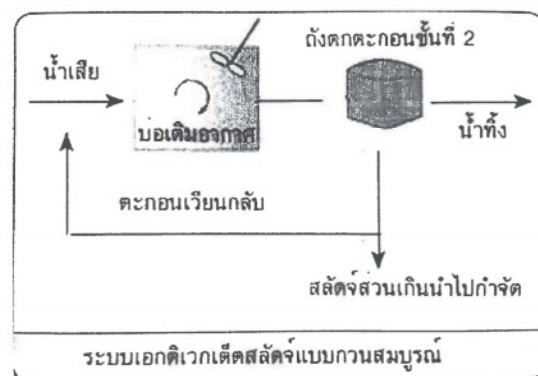 ถังตกตะกอนชั้นที่ 2
น้ำเสีย
น้ำทิ้ง
บ่อเติมอากาศ
ตะกอนเวียนกลับ
สลัดจ์ส่วนเกินนำไปกำจัด
ระบบเอกติเวกเต็ดสลัดจ์แบบกวนสมบูรณ์